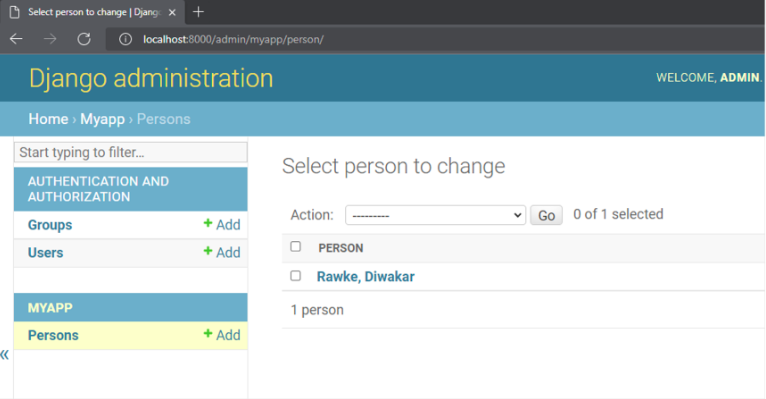 Select person to change | Djang
localhost:8000/admin/myapp/person/
Django administration
WELCOME, ADMIN.
Home › Myapp › Persons
Start typing to filter...
AUTHENTICATION AND
AUTHORIZATION
Groups + Add
Users + Add
MYAPP
Persons + Add
«
Select person to change
Action: --------- Go 0 of 1 selected
PERSON
Rawke, Diwakar
1 person